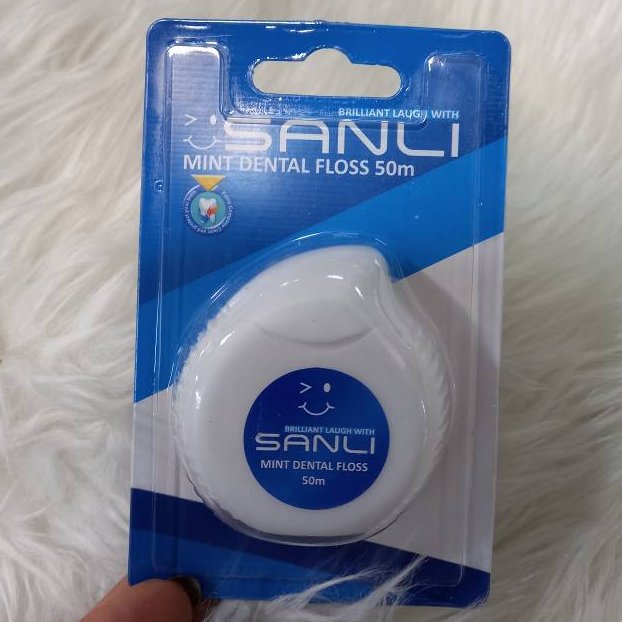 BRILLIANT LAUGH WITH
SANLI
MINT DENTAL FLOSS 50m
BRILLIANT LAUGH WITH
SANLI
MINT DENTAL FLOSS
50m